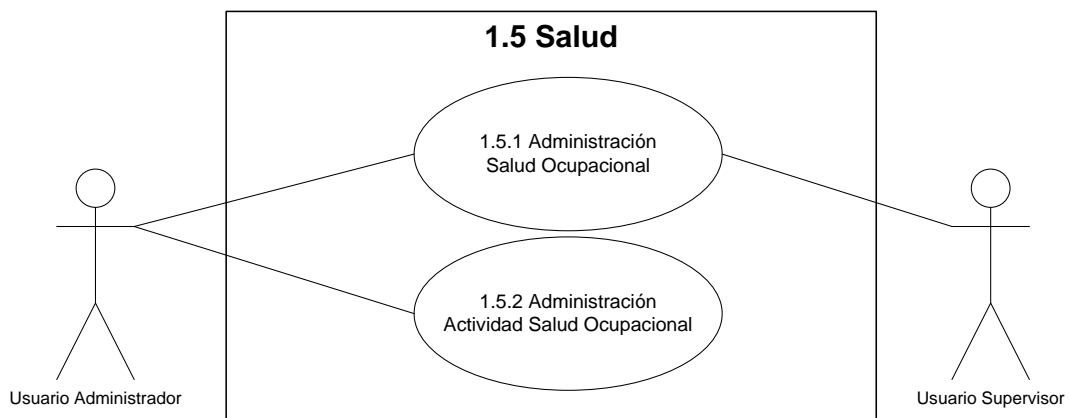 1.5 Salud
1.5.1 Administración
Salud Ocupacional
1.5.2 Administración
Actividad Salud Ocupacional
Usuario Administrador
Usuario Supervisor